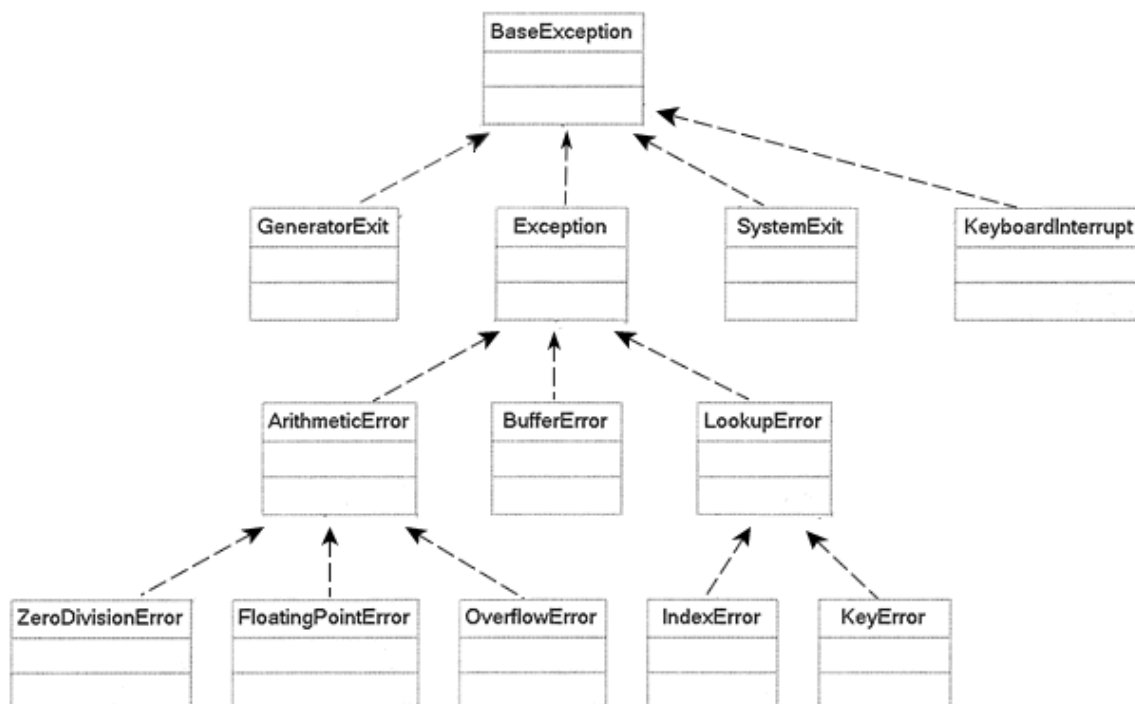 BaseException
GeneratorExit
Exception
SystemExit
KeyboardInterrupt
ArithmeticError
BufferError
LookupError
ZeroDivisionError
FloatingPointError
OverflowError
IndexError
KeyError